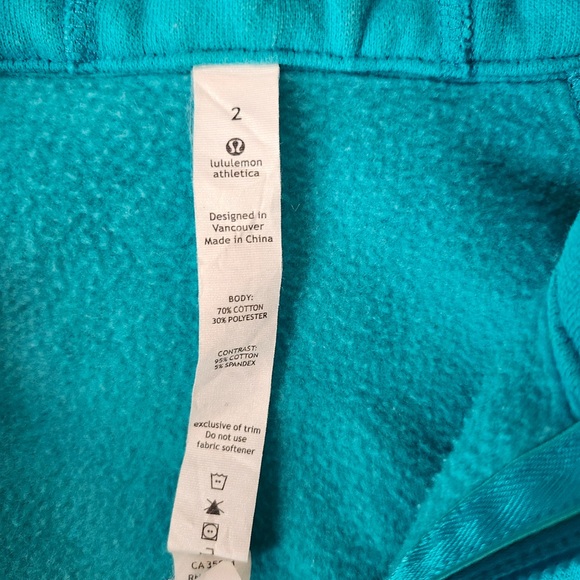 2
lululemon
athletica
Designed in
Vancouver
Made in China
BODY:
70% COTTON
30% POLYESTER
CONTRAST:
95% COTTON
5% SPANDEX
exclusive of trim
Do not use
fabric softener